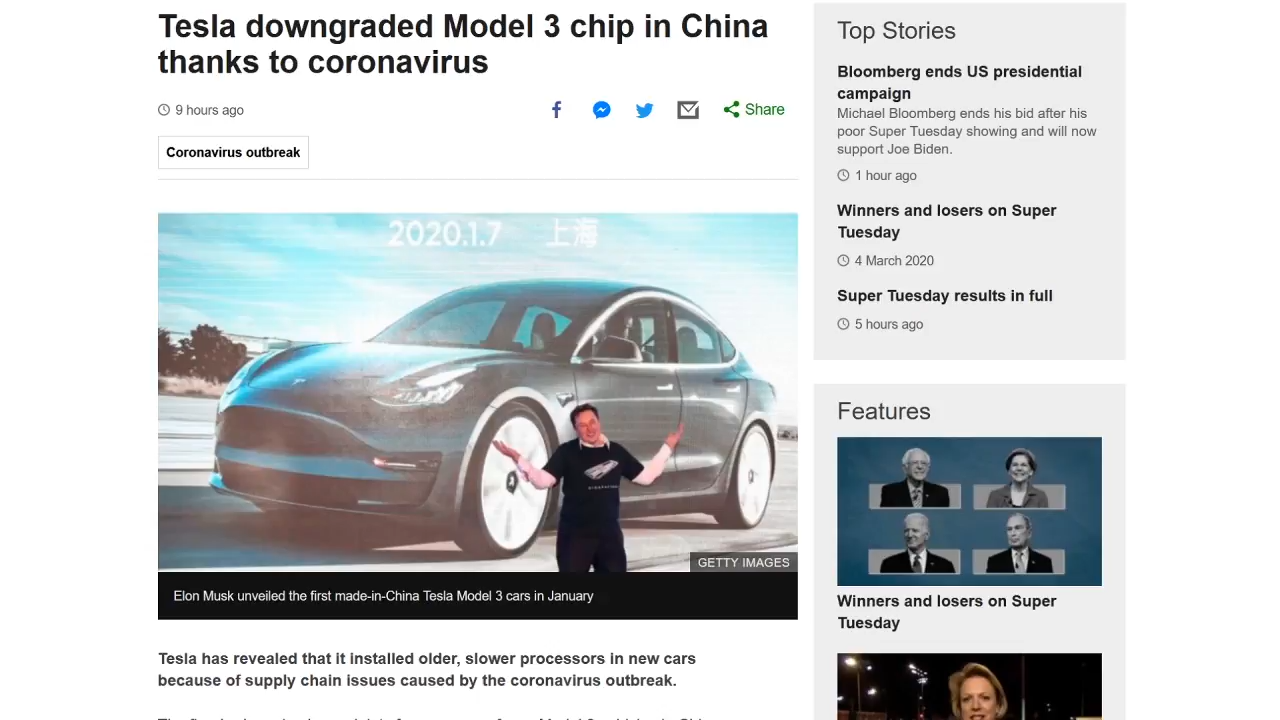 Tesla downgraded Model 3 chip in China
thanks to coronavirus
9 hours ago
Share
Coronavirus outbreak
2020.1.7 上海
GETTY IMAGES
Elon Musk unveiled the first made-in-China Tesla Model 3 cars in January
Tesla has revealed that it installed older, slower processors in new cars
because of supply chain issues caused by the coronavirus outbreak.
Top Stories
Bloomberg ends US presidential
campaign
Michael Bloomberg ends his bid after his
poor Super Tuesday showing and will now
support Joe Biden.
1 hour ago
Winners and losers on Super
Tuesday
4 March 2020
Super Tuesday results in full
5 hours ago
Features
Winners and losers on Super
Tuesday